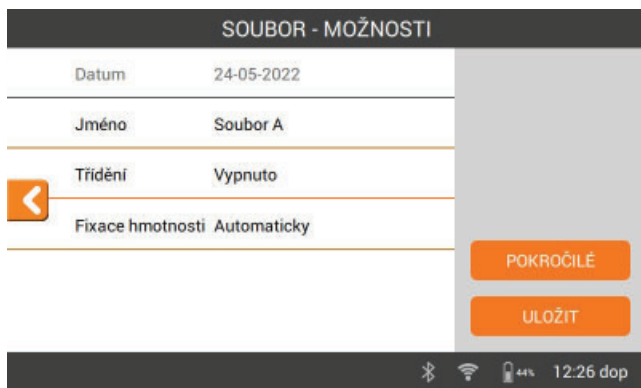 SOUBOR - MOŽNOSTI
Datum 24-05-2022
Jméno Soubor A
Třídění Vypnuto
Fixace hmotnosti Automaticky
POKROČILÉ
ULOŽIT
44% 12:26 dop